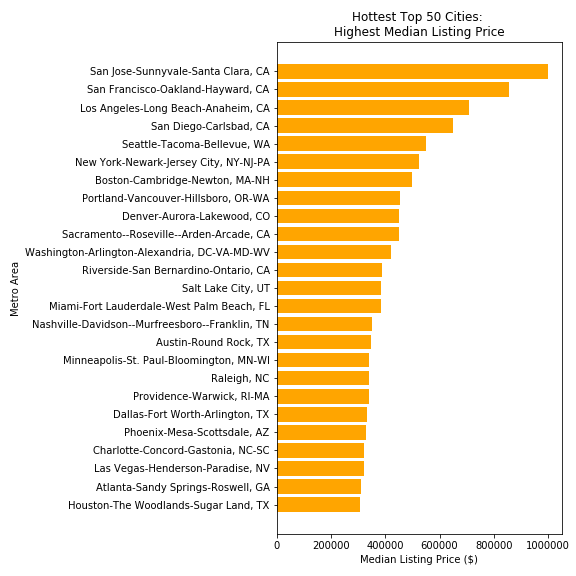 Hottest Top 50 Cities:
Highest Median Listing Price
San Jose-Sunnyvale-Santa Clara, CA
San Francisco-Oakland-Hayward, CA
Los Angeles-Long Beach-Anaheim, CA
San Diego-Carlsbad, CA
Seattle-Tacoma-Bellevue, WA
New York-Newark-Jersey City, NY-NJ-PA
Boston-Cambridge-Newton, MA-NH
Portland-Vancouver-Hillsboro, OR-WA
Denver-Aurora-Lakewood, CO
Sacramento--Roseville--Arden-Arcade, CA
Washington-Arlington-Alexandria, DC-VA-MD-WV
Riverside-San Bernardino-Ontario, CA
Salt Lake City, UT
Miami-Fort Lauderdale-West Palm Beach, FL
Nashville-Davidson--Murfreesboro--Franklin, TN
Austin-Round Rock, TX
Minneapolis-St. Paul-Bloomington, MN-WI
Raleigh, NC
Providence-Warwick, RI-MA
Dallas-Fort Worth-Arlington, TX
Phoenix-Mesa-Scottsdale, AZ
Charlotte-Concord-Gastonia, NC-SC
Las Vegas-Henderson-Paradise, NV
Atlanta-Sandy Springs-Roswell, GA
Houston-The Woodlands-Sugar Land, TX
Metro Area
0 200000 400000 600000 800000 1000000
Median Listing Price ($)